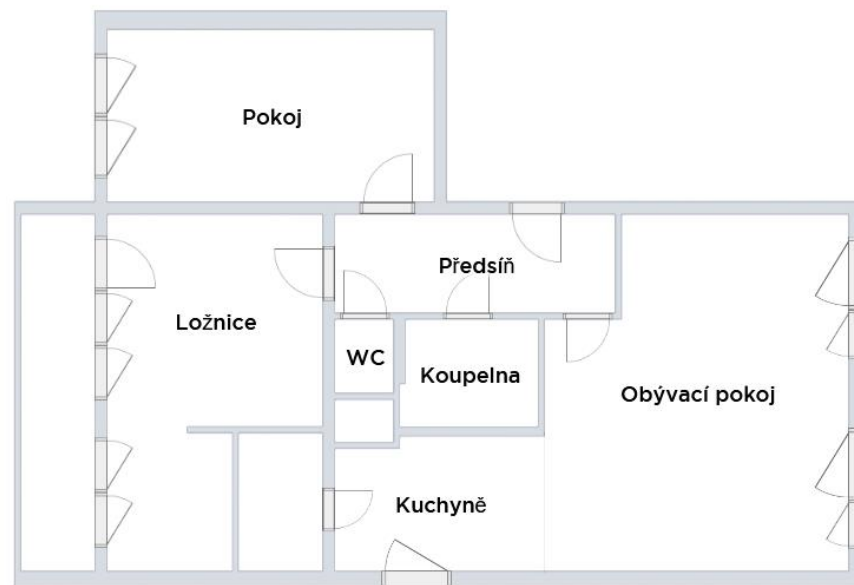 Pokoj
Předsíň
Ložnice
WC
Koupelna
Obývací pokoj
Kuchyně